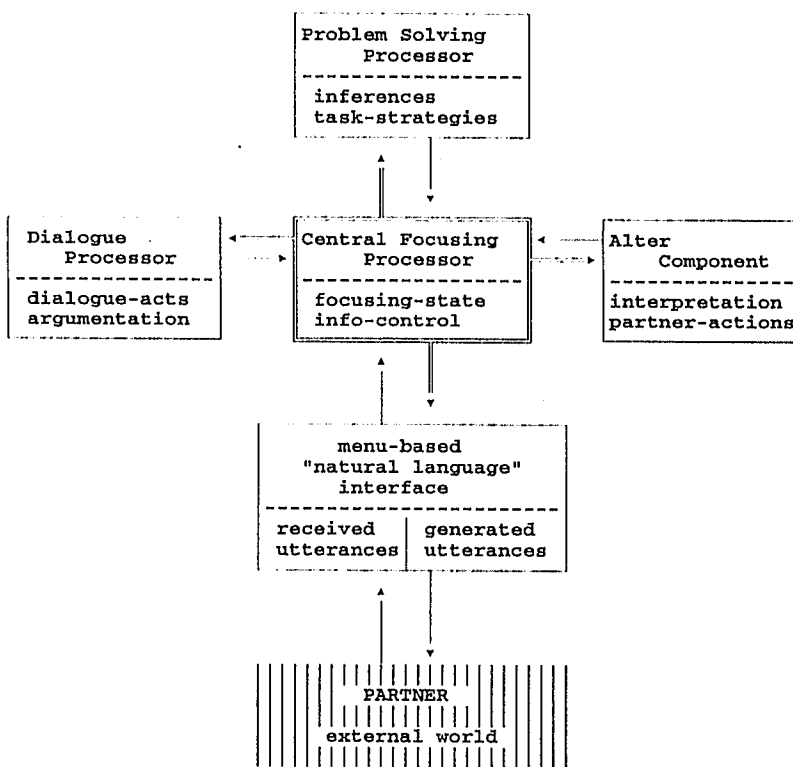 Problem Solving
Processor
inferences
task-strategies
Dialogue
Processor
dialogue-acts
argumentation
Central Focusing
Processor
focusing-state
info-control
Alter
Component
interpretation
partner-actions
menu-based
"natural language"
interface
received
utterances
generated
utterances
PARTNER
external world